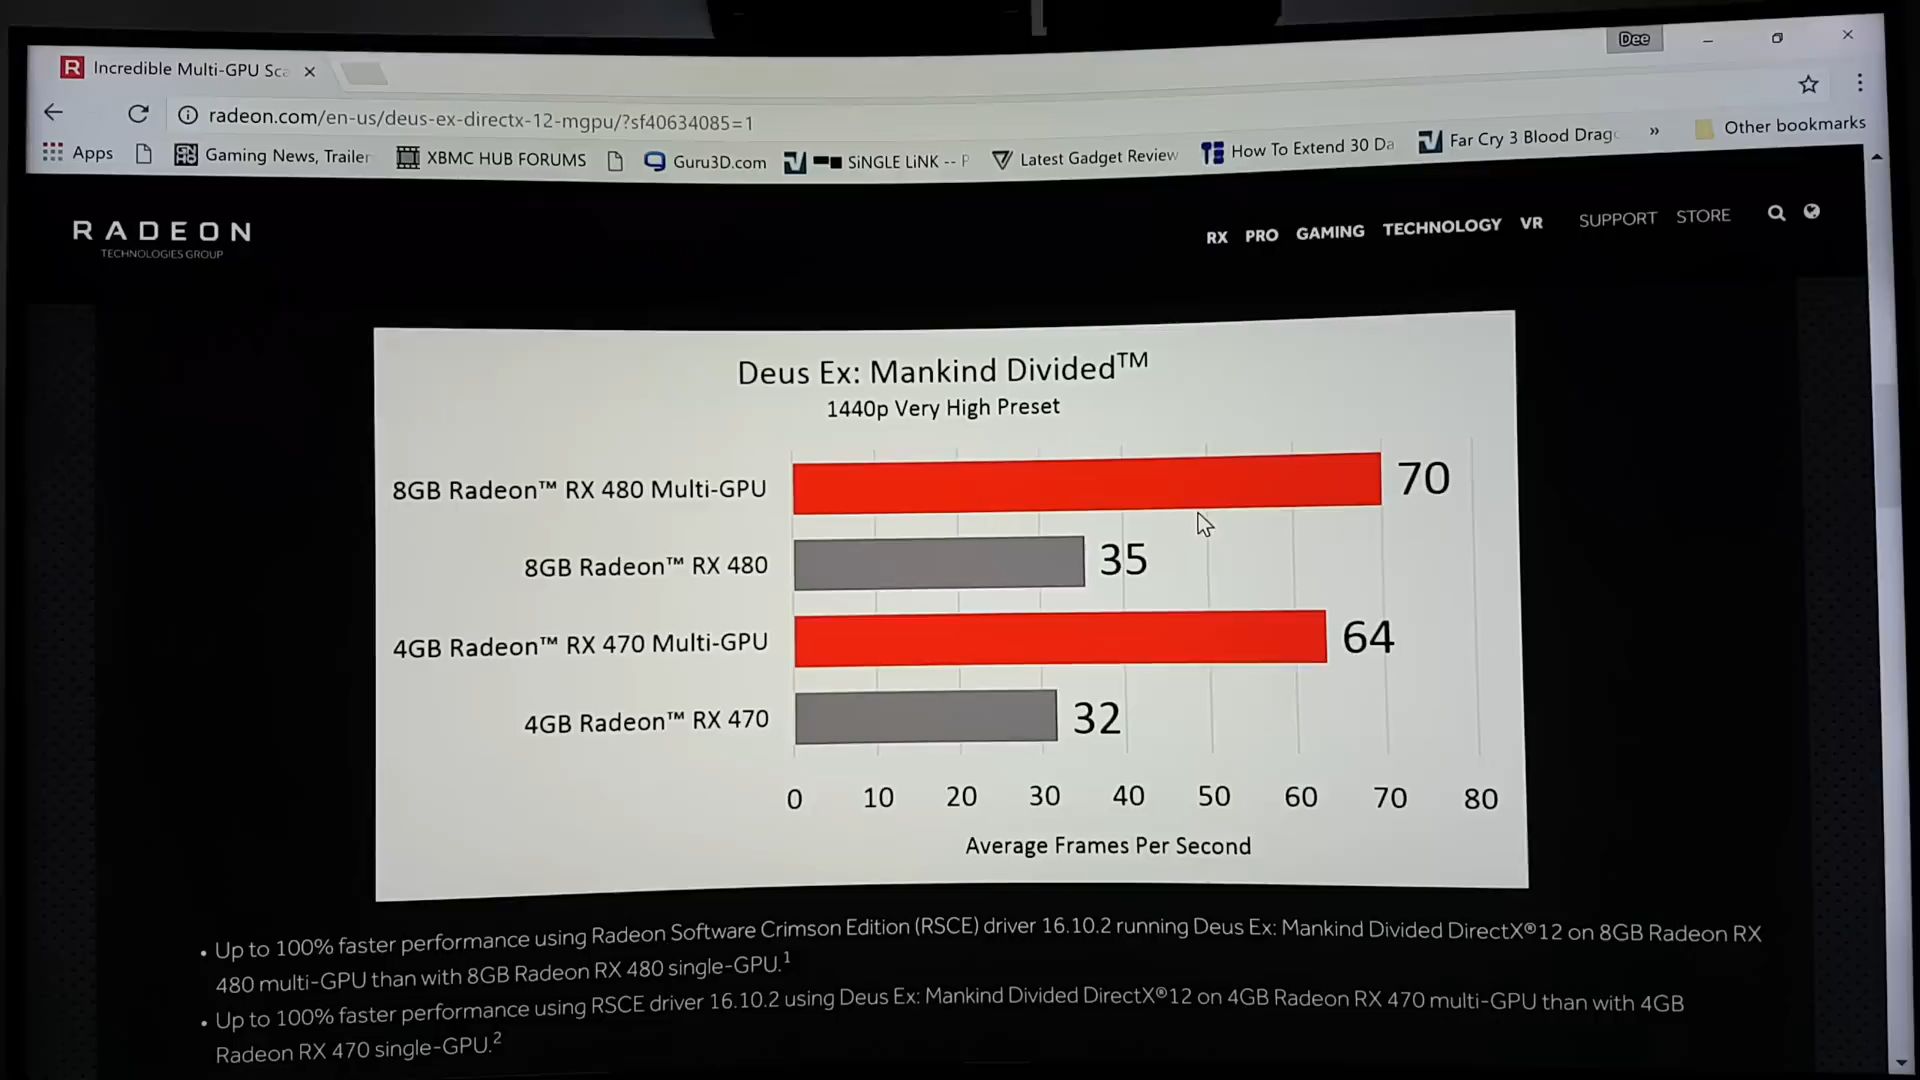 Dee
Incredible Multi-GPU Sca
radeon.com/en-us/deus-ex-directx-12-mgpu/?sf40634085=1
Apps Gaming News, Trailer XBMC HUB FORUMS Guru3D.com SiNGLE LiNK -- P Latest Gadget Review How To Extend 30 Da Far Cry 3 Blood Drag » Other bookmarks
RADEON
TECHNOLOGIES GROUP
RX PRO GAMING TECHNOLOGY VR SUPPORT STORE
Deus Ex: Mankind Divided™
1440p Very High Preset
8GB Radeon™ RX 480 Multi-GPU 70
8GB Radeon™ RX 480 35
4GB Radeon™ RX 470 Multi-GPU 64
4GB Radeon™ RX 470 32
0 10 20 30 40 50 60 70 80
Average Frames Per Second
• Up to 100% faster performance using Radeon Software Crimson Edition (RSCE) driver 16.10.2 running Deus Ex: Mankind Divided DirectX®12 on 8GB Radeon RX
480 multi-GPU than with 8GB Radeon RX 480 single-GPU.¹
• Up to 100% faster performance using RSCE driver 16.10.2 using Deus Ex: Mankind Divided DirectX®12 on 4GB Radeon RX 470 multi-GPU than with 4GB
Radeon RX 470 single-GPU.²